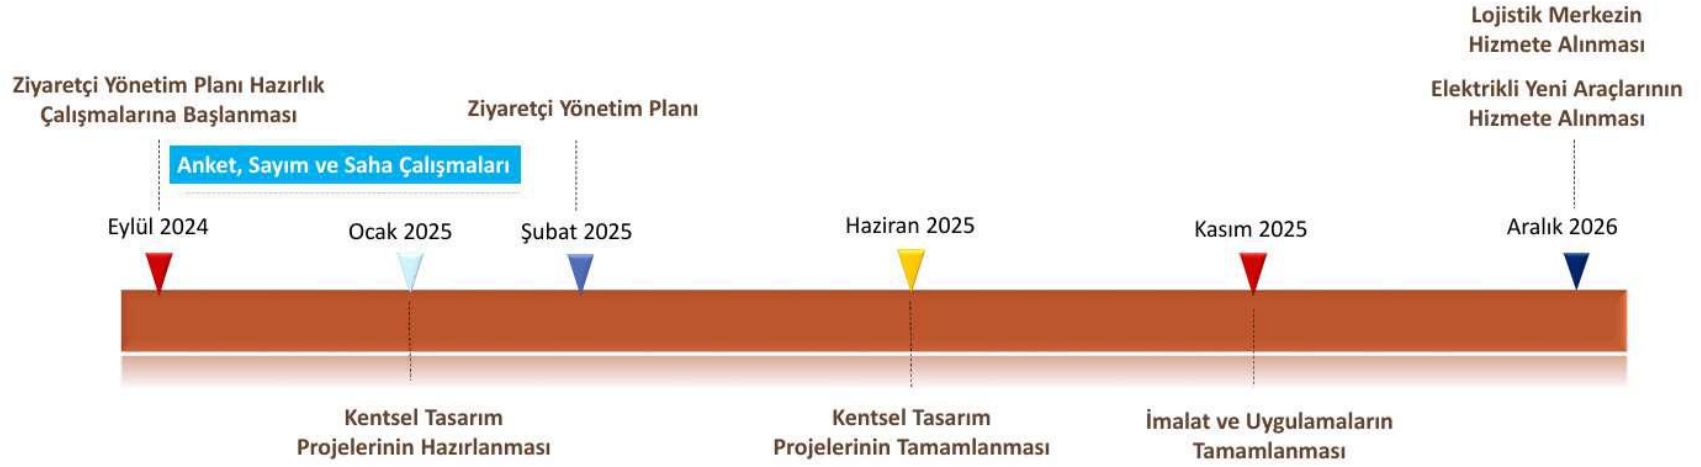 Lojistik Merkezin
Hizmete Alınması
Ziyaretçi Yönetim Planı Hazırlık
Çalışmalarına Başlanması
Ziyaretçi Yönetim Planı
Elektrikli Yeni Araçlarının
Hizmete Alınması
Anket, Sayım ve Saha Çalışmaları
Eylül 2024
Ocak 2025
Şubat 2025
Haziran 2025
Kasım 2025
Aralık 2026
Kentsel Tasarım
Projelerinin Hazırlanması
Kentsel Tasarım
Projelerinin Tamamlanması
İmalat ve Uygulamaların
Tamamlanması